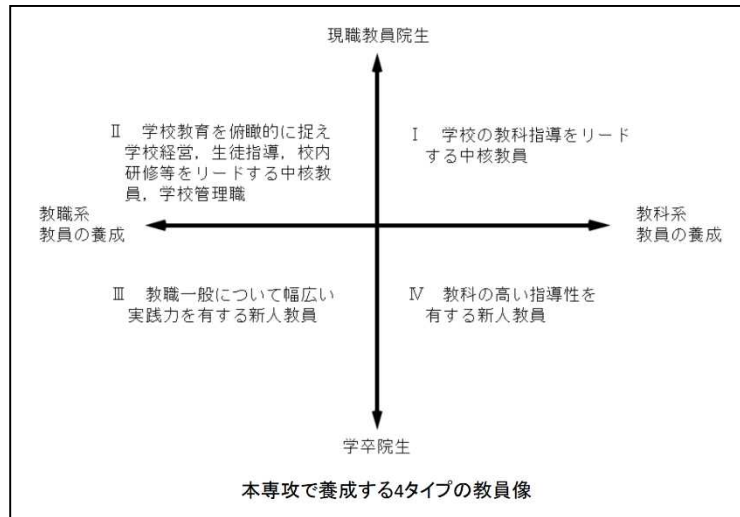 現職教員院生
Ⅱ　学校教育を俯瞰的に捉え
学校経営，生徒指導，校内
研修等をリードする中核教
員，学校管理職
Ⅰ　学校の教科指導をリード
する中核教員
教職系
教員の養成
教科系
教員の養成
Ⅲ　教職一般について幅広い
実践力を有する新人教員
Ⅳ　教科の高い指導性を
有する新人教員
学卒院生
本専攻で養成する4タイプの教員像